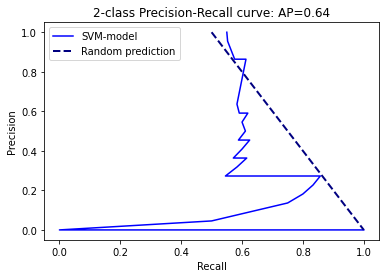 2-class Precision-Recall curve: AP=0.64
SVM-model
Random prediction
Precision
1.0
0.8
0.6
0.4
0.2
0.0
0.0 0.2 0.4 0.6 0.8 1.0
Recall